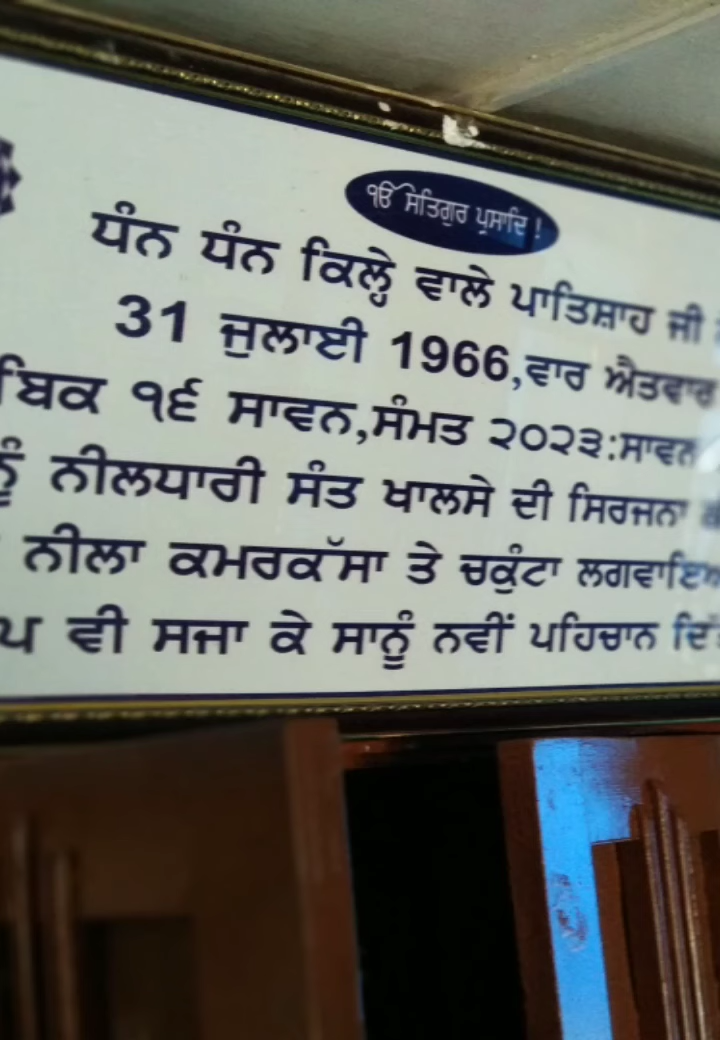 ੴ ਸਤਿਗੁਰ ਪ੍ਰਸਾਦਿ !
ਧੰਨ ਧੰਨ ਕਿਲ੍ਹੇ ਵਾਲੇ ਪਾਤਿਸ਼ਾਹ ਜੀ
31 ਜੁਲਾਈ 1966,ਵਾਰ ਐਤਵਾਰ
ਬਿਕ ੧੬ ਸਾਵਨ,ਸੰਮਤ ੨੦੨੩:ਸਾਵਨ
ਨੂੰ ਨੀਲਧਾਰੀ ਸੰਤ ਖਾਲਸੇ ਦੀ ਸਿਰਜਨਾ
ਨੀਲਾ ਕਮਰਕੱਸਾ ਤੇ ਚਕੁੰਟਾ ਲਗਵਾਇਆ
ਪ ਵੀ ਸਜਾ ਕੇ ਸਾਨੂੰ ਨਵੀਂ ਪਹਿਚਾਨ